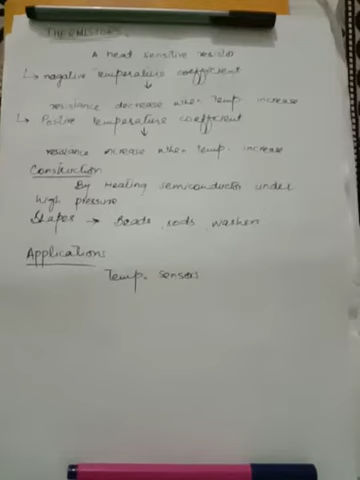 THERMISTORS
A heat sensitive resistor
↳ nagative temperature coefficient
↓
resistance decrease when Temp. increase
↳ Positive temperature coefficient
↓
resistance increase when temp. increase
Construction
By Heating semiconductor under
high pressure
Shapes → Beads, rods, washers
Applications
Temp. sensors